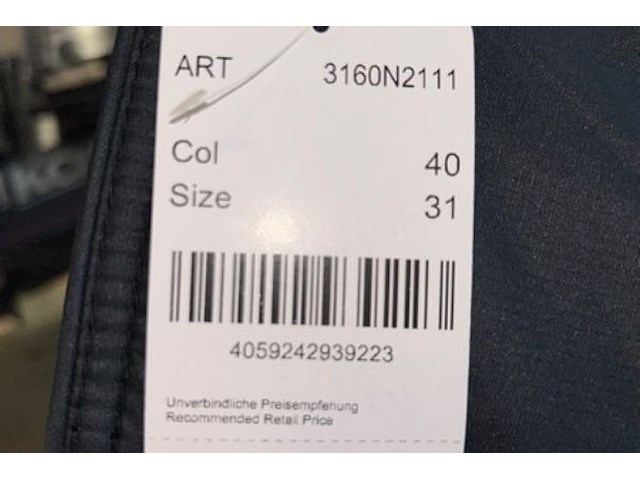 ART 3160N2111
Col 40
Size 31
4059242939223
Unverbindliche Preisempfehung
Recommended Retail Price